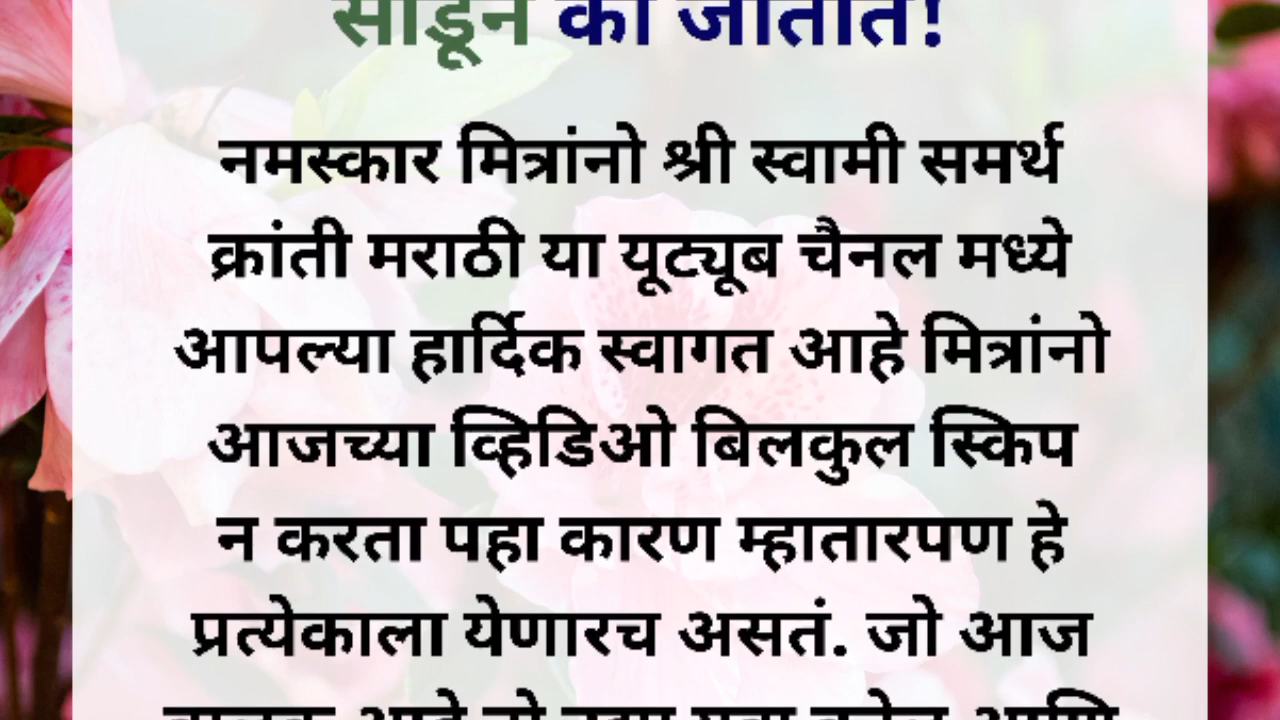 सोडून का जातात!
नमस्कार मित्रांनो श्री स्वामी समर्थ
क्रांती मराठी या यूट्यूब चैनल मध्ये
आपल्या हार्दिक स्वागत आहे मित्रांनो
आजच्या व्हिडिओ बिलकुल स्किप
न करता पहा कारण म्हातारपण हे
प्रत्येकाला येणारच असतं. जो आज